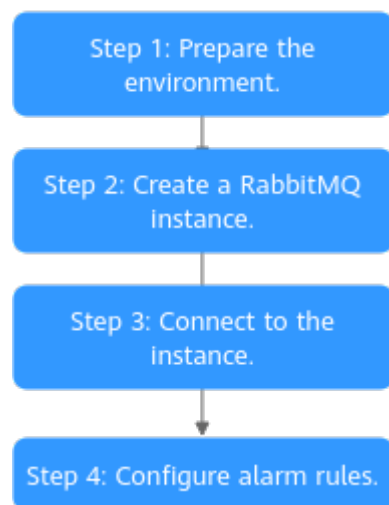 Step 1: Prepare the
environment.
Step 2: Create a RabbitMQ
instance.
Step 3: Connect to the
instance.
Step 4: Configure alarm rules.